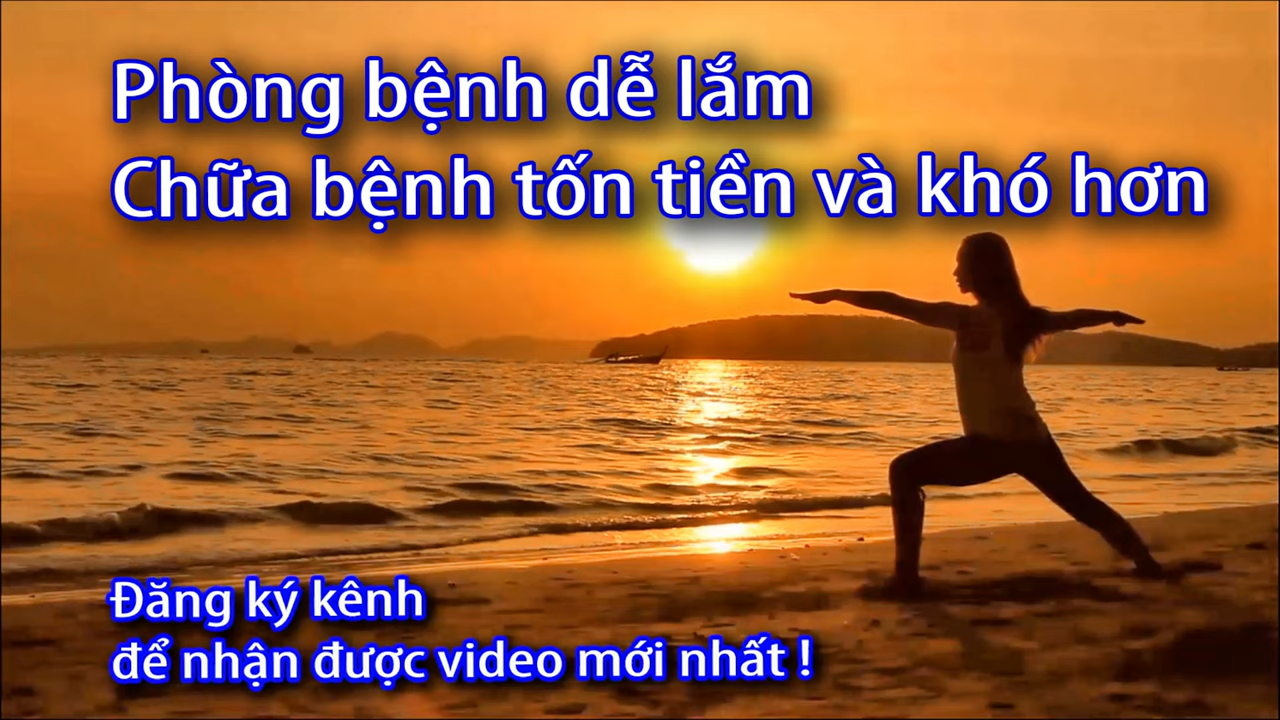 Phòng bệnh dễ lắm
Chữa bệnh tốn tiền và khó hơn
Đăng ký kênh
để nhận được video mới nhất !